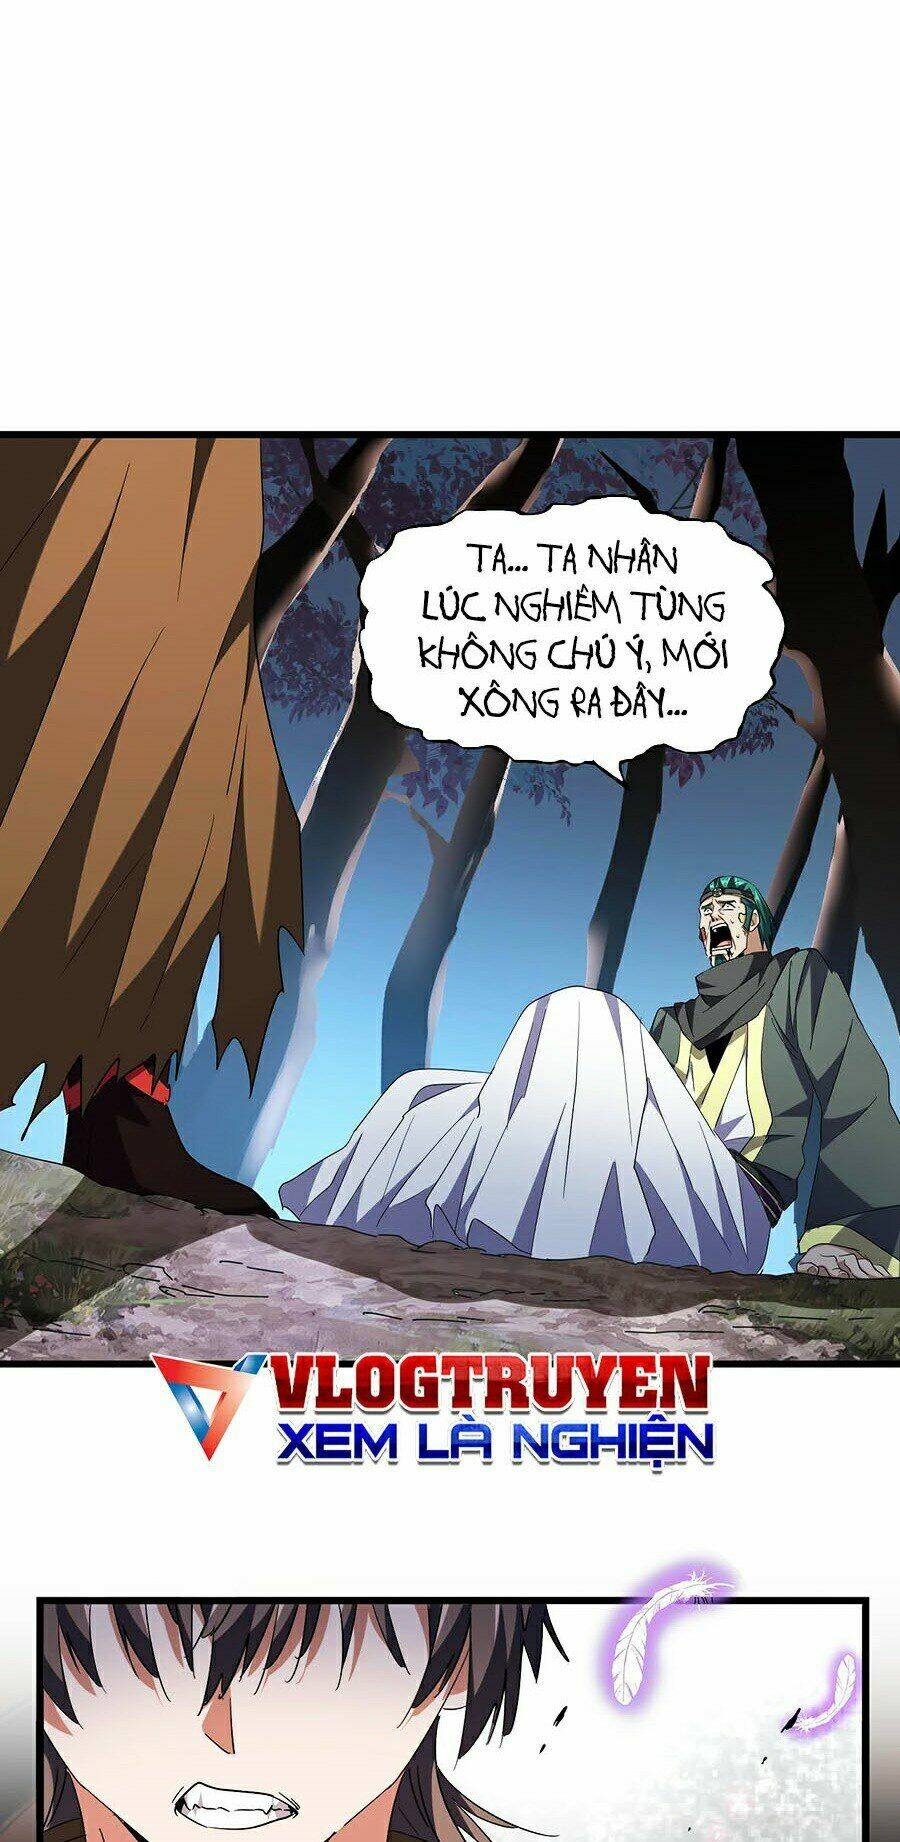 TA... TA NHÂN
LÚC NGHIÊM TÙNG
KHÔNG CHÚ Ý, MỚI
XÔNG RA ĐÂY...
VLOGTRUYEN
XEM LÀ NGHIỆN